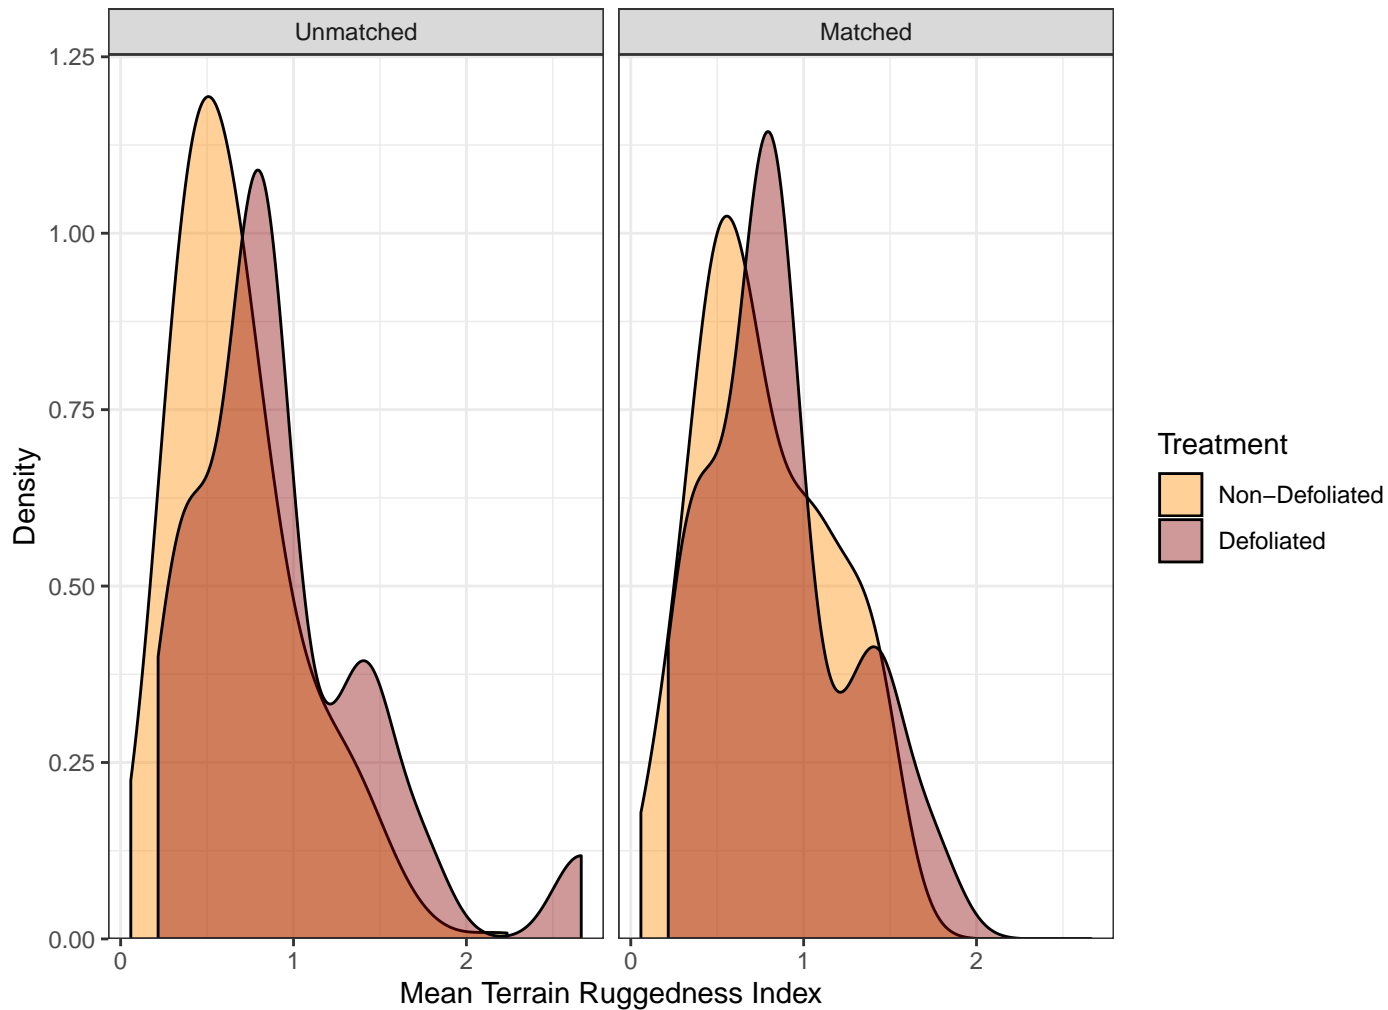 Unmatched
Matched
1.25
1.00
0.75
0.50
0.25
0.00
Density
0
1
2
0
1
2
Mean Terrain Ruggedness Index
Treatment
Non−Defoliated
Defoliated